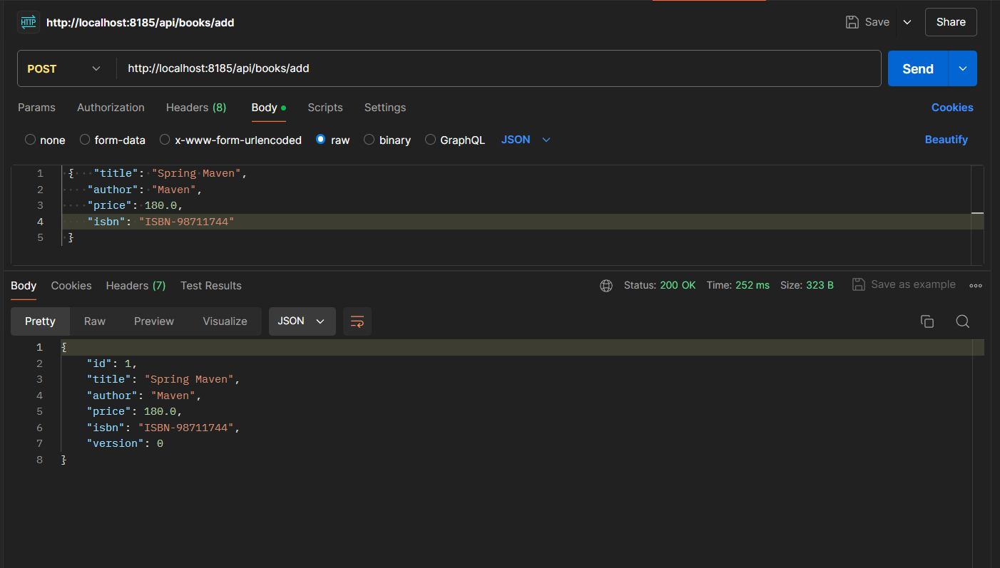 HTTP http://localhost:8185/api/books/add Save Share
POST http://localhost:8185/api/books/add Send
Params Authorization Headers (8) Body Scripts Settings Cookies
none form-data x-www-form-urlencoded raw binary GraphQL JSON Beautify
1 { "title": "Spring Maven",
2 "author": "Maven",
3 "price": 180.0,
4 "isbn": "ISBN-98711744"
5 }
Body Cookies Headers (7) Test Results Status: 200 OK Time: 252 ms Size: 323 B Save as example
Pretty Raw Preview Visualize JSON
1 {
2 "id": 1,
3 "title": "Spring Maven",
4 "author": "Maven",
5 "price": 180.0,
6 "isbn": "ISBN-98711744",
7 "version": 0
8 }